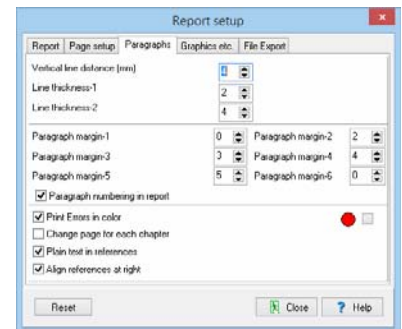 Report setup
Report Page setup Paragraphs Graphics etc. File Export
Vertical line distance (mm) 4
Line thickness-1 2
Line thickness-2 4
Paragraph margin-1 0 Paragraph margin-2 2
Paragraph margin-3 3 Paragraph margin-4 4
Paragraph margin-5 5 Paragraph margin-6 0
Paragraph numbering in report
Print Errors in color
Change page for each chapter
Plain text in references
Align references at right
Reset Close ? Help